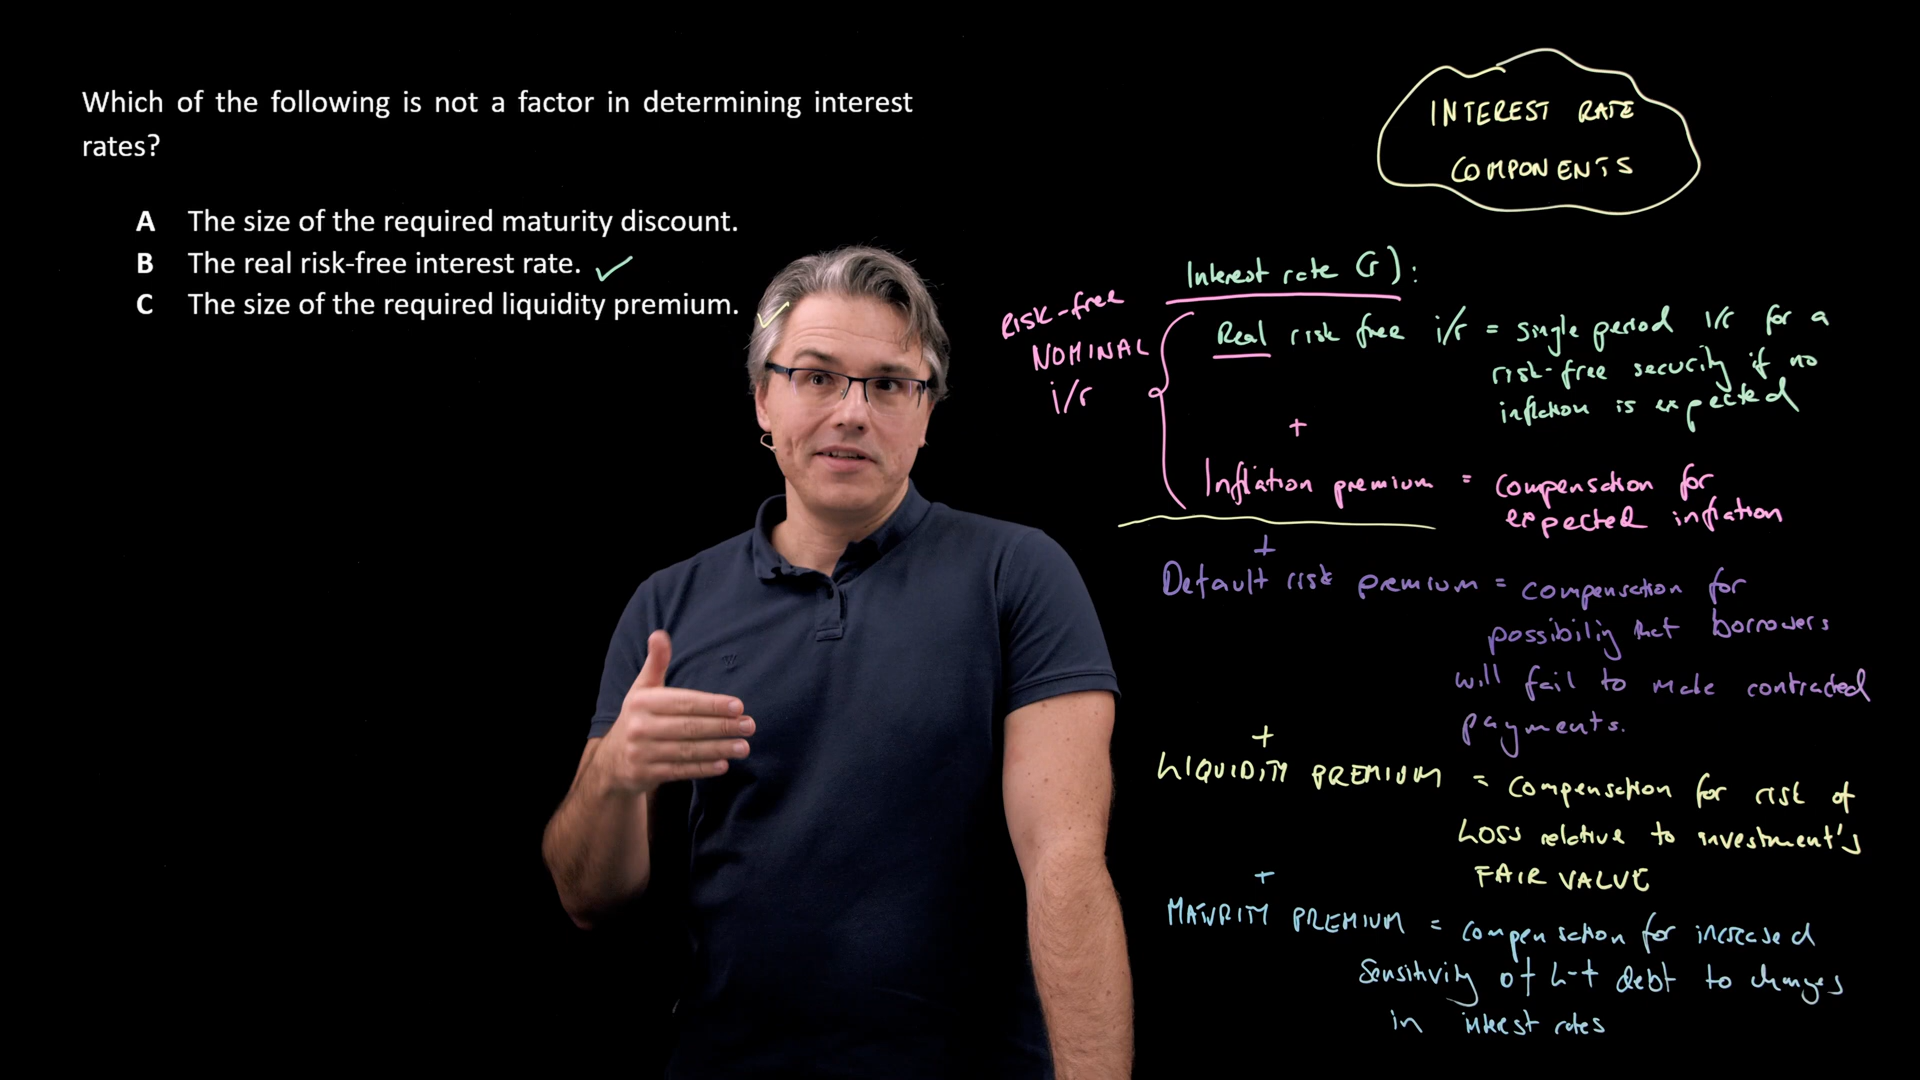 Which of the following is not a factor in determining interest
rates?
A The size of the required maturity discount.
B The real risk-free interest rate. ✓
C The size of the required liquidity premium. ✓
INTEREST RATE
COMPONENTS
Interest rate (r):
RISK-free
NOMINAL
i/r
Real risk free i/r = single period i/r for a
risk-free security if no
inflation is expected
+
Inflation premium = compensation for
expected inflation
+
Default risk premium = compensation for
possibility that borrowers
will fail to make contracted
payments.
+
LIQUIDITY PREMIUM = compensation for risk of
LOSS relative to investment's
FAIR VALUE
+
MATURITY PREMIUM = compensation for increased
sensitivity of L-t debt to changes
in interest rates